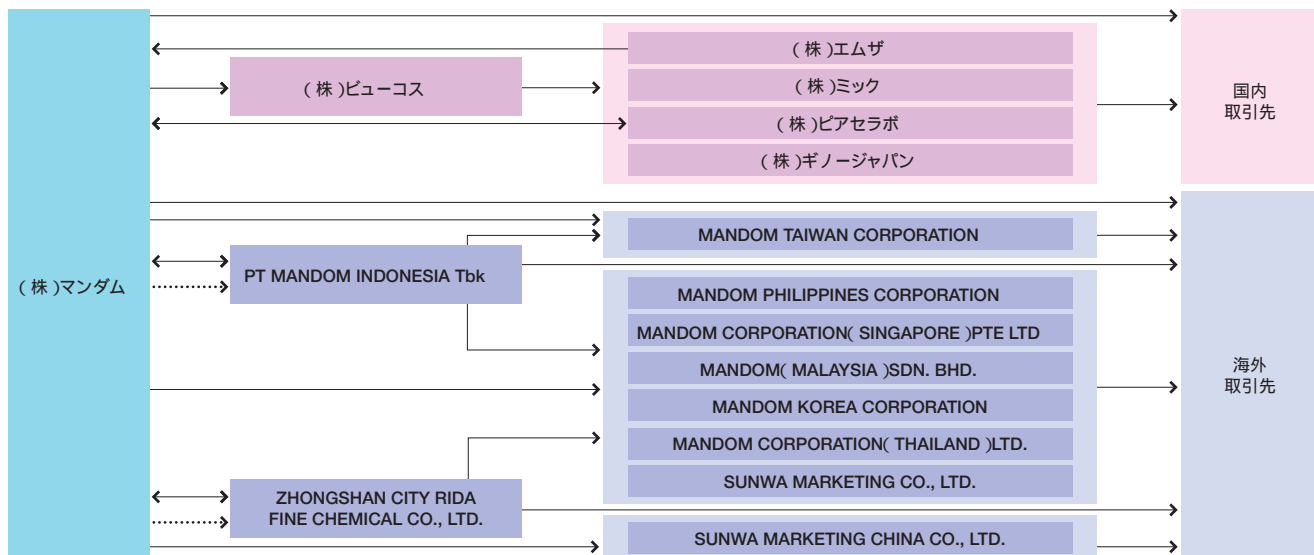 (株)マンダム
(株)ビューコス
(株)エムザ
(株)ミック
(株)ピアセラボ
(株)ギノージャパン
国内
取引先
PT MANDOM INDONESIA Tbk
MANDOM TAIWAN CORPORATION
MANDOM PHILIPPINES CORPORATION
MANDOM CORPORATION(SINGAPORE)PTE LTD
MANDOM(MALAYSIA)SDN. BHD.
MANDOM KOREA CORPORATION
MANDOM CORPORATION(THAILAND)LTD.
SUNWA MARKETING CO., LTD.
ZHONGSHAN CITY RIDA
FINE CHEMICAL CO., LTD.
SUNWA MARKETING CHINA CO., LTD.
海外
取引先